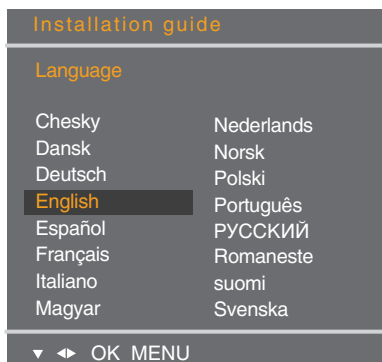 Installation guide
Language
Chesky
Dansk
Deutsch
English
Español
Français
Italiano
Magyar
Nederlands
Norsk
Polski
Português
РУССКИЙ
Romaneste
suomi
Svenska
▼ ◀▶ OK MENU